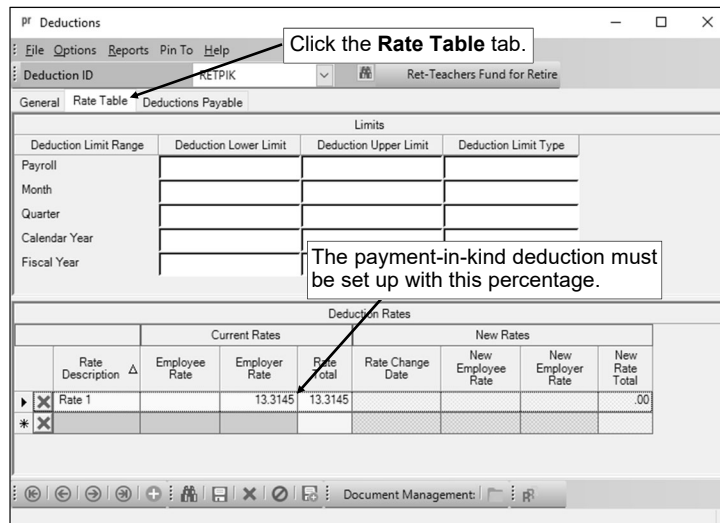 pr Deductions
File Options Reports Pin To Help
Click the Rate Table tab.
Deduction ID RETPIK Ret-Teachers Fund for Retire
General Rate Table Deductions Payable
Limits
Deduction Limit Range Deduction Lower Limit Deduction Upper Limit Deduction Limit Type
Payroll
Month
Quarter
Calendar Year
Fiscal Year
The payment-in-kind deduction must
be set up with this percentage.
Deduction Rates
Current Rates New Rates
Rate Description Employee Rate Employer Rate Rate Total Rate Change Date New Employee Rate New Employer Rate New Rate Total
Rate 1 13.3145 13.3145 .00
Document Management: